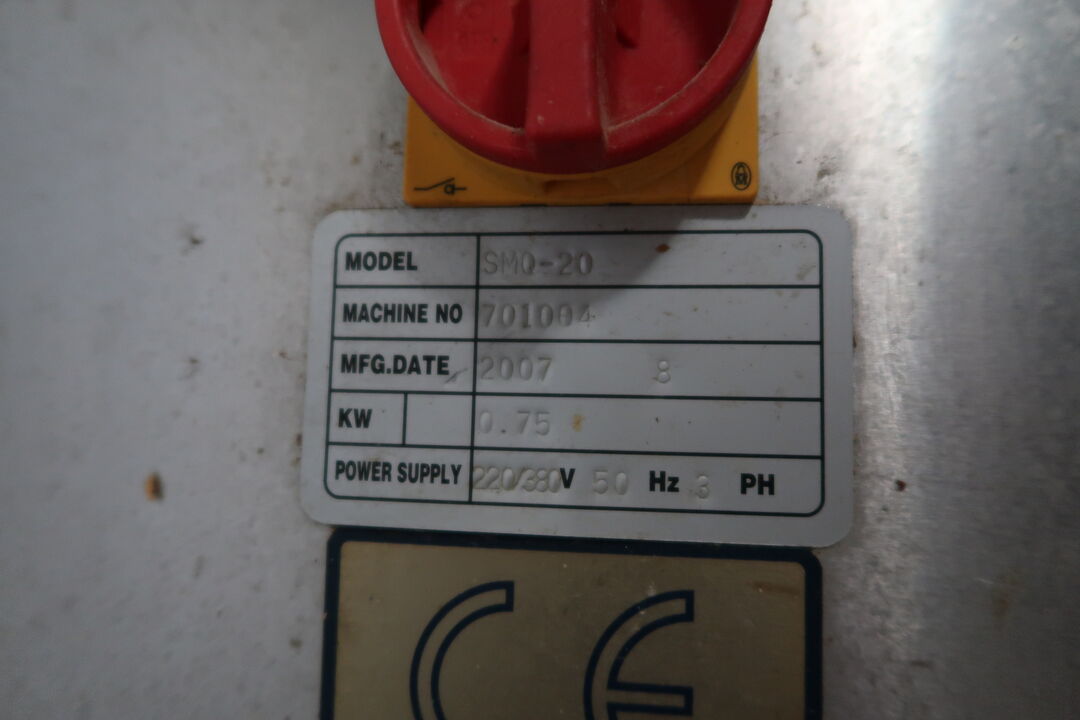 MODEL SMQ-20
MACHINE NO 701004
MFG.DATE 2007 8
KW 0.75
POWER SUPPLY 220/380V 50 Hz 3 PH
CE